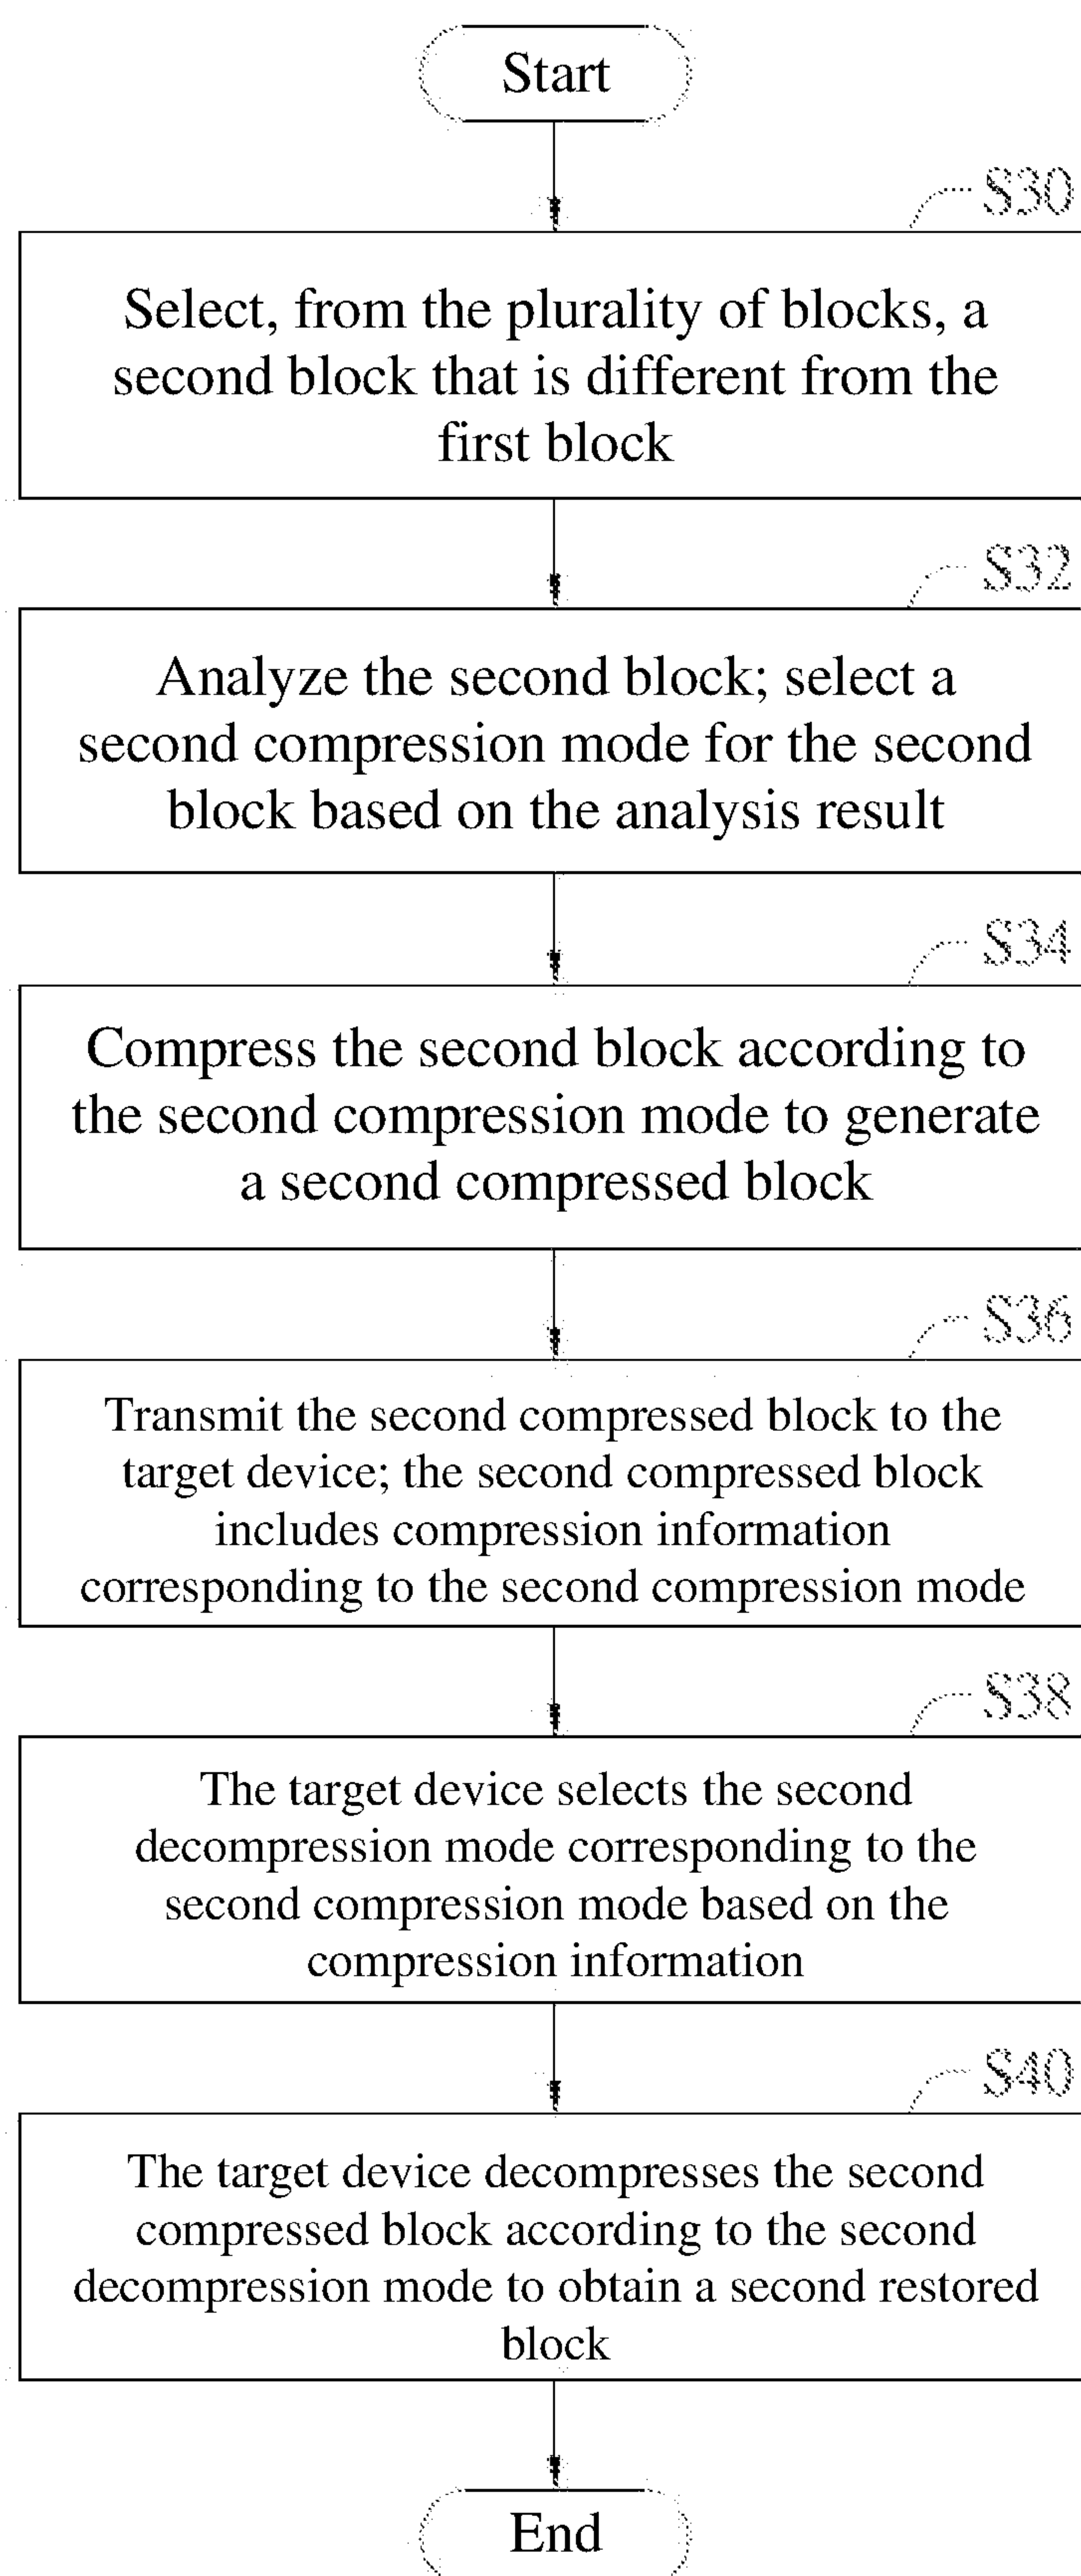 Start
S30
Select, from the plurality of blocks, a
second block that is different from the
first block
S32
Analyze the second block; select a
second compression mode for the second
block based on the analysis result
S34
Compress the second block according to
the second compression mode to generate
a second compressed block
S36
Transmit the second compressed block to the
target device; the second compressed block
includes compression information
corresponding to the second compression mode
S38
The target device selects the second
decompression mode corresponding to the
second compression mode based on the
compression information
S40
The target device decompresses the second
compressed block according to the second
decompression mode to obtain a second restored
block
End